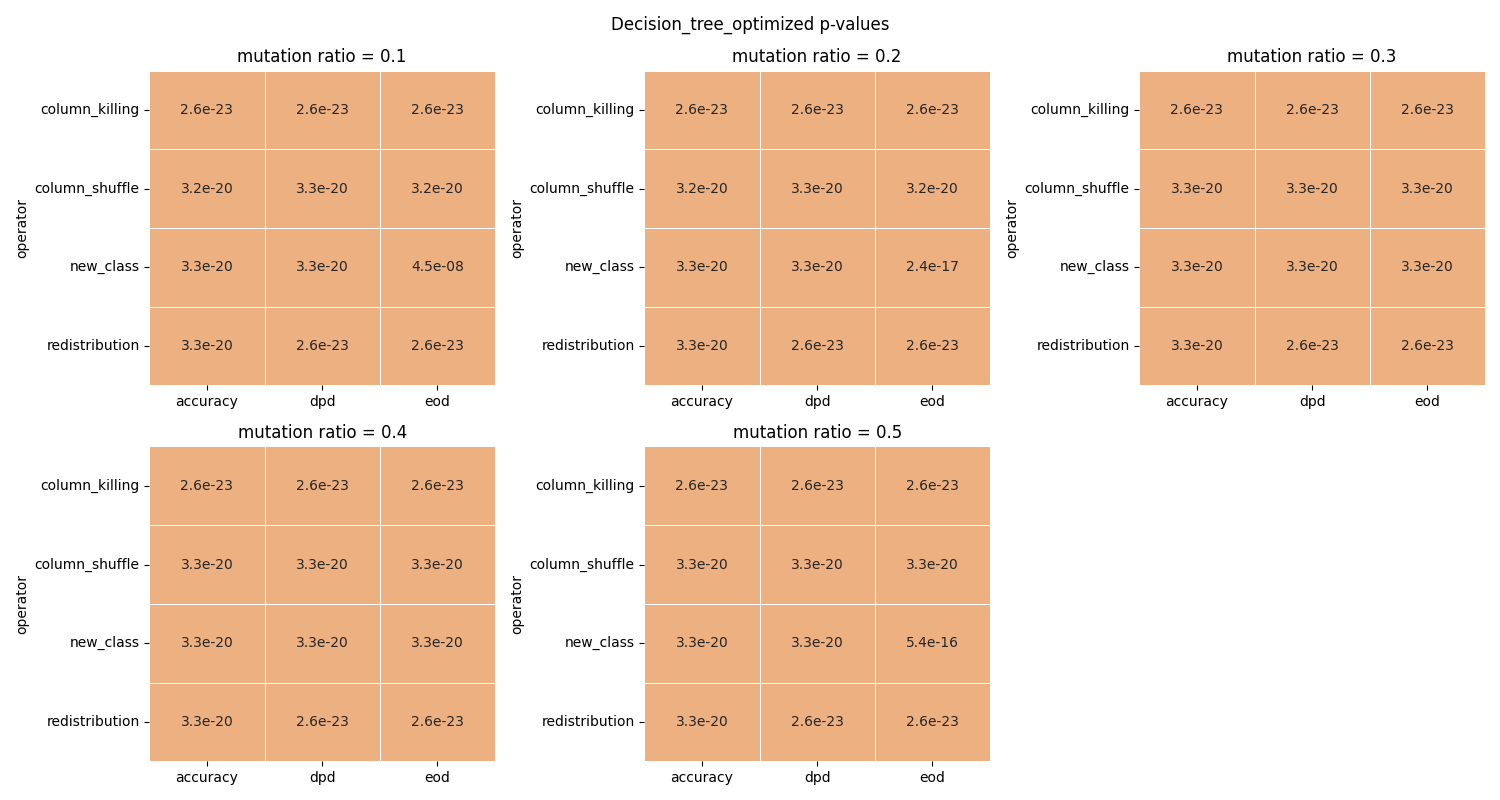 Decision_tree_optimized p-values
mutation ratio = 0.1
column_killing 2.6e-23 2.6e-23 2.6e-23
column_shuffle 3.2e-20 3.3e-20 3.2e-20
new_class 3.3e-20 3.3e-20 4.5e-08
redistribution 3.3e-20 2.6e-23 2.6e-23
operator
accuracy dpd eod
mutation ratio = 0.2
column_killing 2.6e-23 2.6e-23 2.6e-23
column_shuffle 3.2e-20 3.3e-20 3.2e-20
new_class 3.3e-20 3.3e-20 2.4e-17
redistribution 3.3e-20 2.6e-23 2.6e-23
operator
accuracy dpd eod
mutation ratio = 0.3
column_killing 2.6e-23 2.6e-23 2.6e-23
column_shuffle 3.3e-20 3.3e-20 3.3e-20
new_class 3.3e-20 3.3e-20 3.3e-20
redistribution 3.3e-20 2.6e-23 2.6e-23
operator
accuracy dpd eod
mutation ratio = 0.4
column_killing 2.6e-23 2.6e-23 2.6e-23
column_shuffle 3.3e-20 3.3e-20 3.3e-20
new_class 3.3e-20 3.3e-20 3.3e-20
redistribution 3.3e-20 2.6e-23 2.6e-23
operator
accuracy dpd eod
mutation ratio = 0.5
column_killing 2.6e-23 2.6e-23 2.6e-23
column_shuffle 3.3e-20 3.3e-20 3.3e-20
new_class 3.3e-20 3.3e-20 5.4e-16
redistribution 3.3e-20 2.6e-23 2.6e-23
operator
accuracy dpd eod